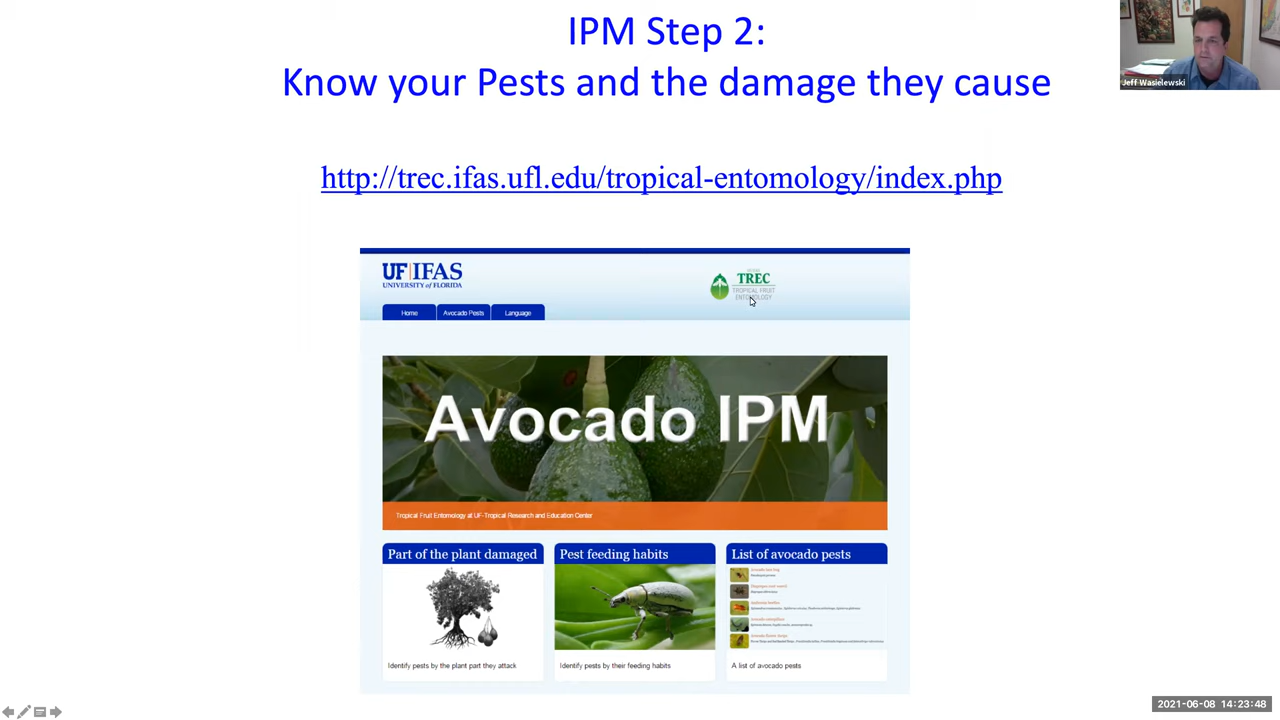 IPM Step 2:
Know your Pests and the damage they cause
Jeff Wasielewski
http://trec.ifas.ufl.edu/tropical-entomology/index.php
UF|IFAS
UNIVERSITY of FLORIDA
TREC
TROPICAL FRUIT
ENTOMOLOGY
Home
Avocado Pests
Language
Avocado IPM
Tropical Fruit Entomology at UF-Tropical Research and Education Center
Part of the plant damaged
Pest feeding habits
List of avocado pests
Identify pests by the plant part they attack
Identify pests by their feeding habits
A list of avocado pests
2021-06-08 14:23:48